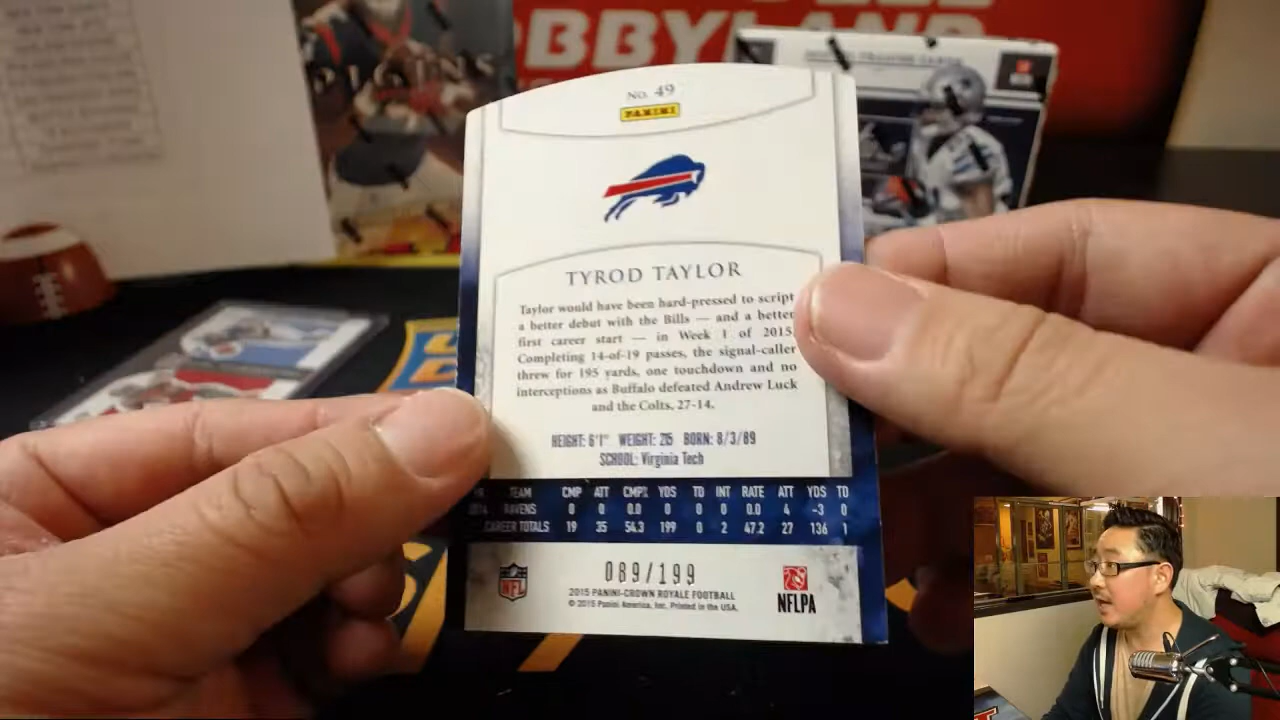 BBYLAND
PIGSINS
No. 49
PANINI
TYROD TAYLOR
Taylor would have been hard-pressed to script
a better debut with the Bills — and a better
first career start — in Week 1 of 2015.
Completing 14-of-19 passes, the signal-caller
threw for 195 yards, one touchdown and no
interceptions as Buffalo defeated Andrew Luck
and the Colts, 27-14.
HEIGHT: 6'1" WEIGHT: 215 BORN: 8/3/89
SCHOOL: Virginia Tech
TEAM CMP ATT CMP% YDS TD INT RATE ATT YDS TD
RAVENS 0 0 0.0 0 0 0 0.0 4 -3 0
CAREER TOTALS 19 35 54.3 199 0 2 47.2 27 136 1
089/199
2015 PANINI-CROWN ROYALE FOOTBALL
© 2015 Panini America, Inc. Printed in the USA.
NFL
NFLPA